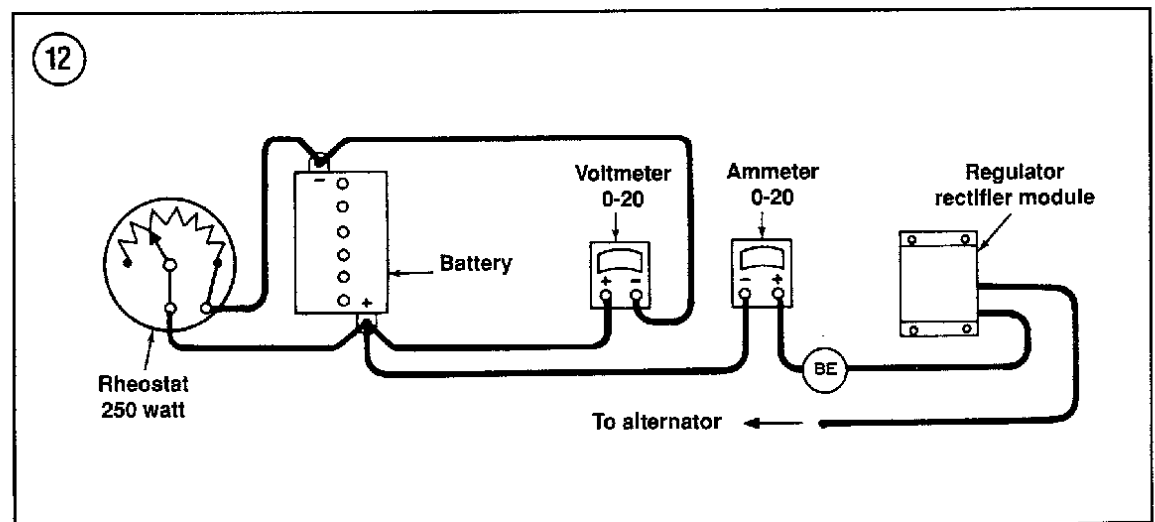 12
Voltmeter
0-20
Ammeter
0-20
Regulator
rectifier module
-
Battery
+
+ -
- +
BE
Rheostat
250 watt
To alternator